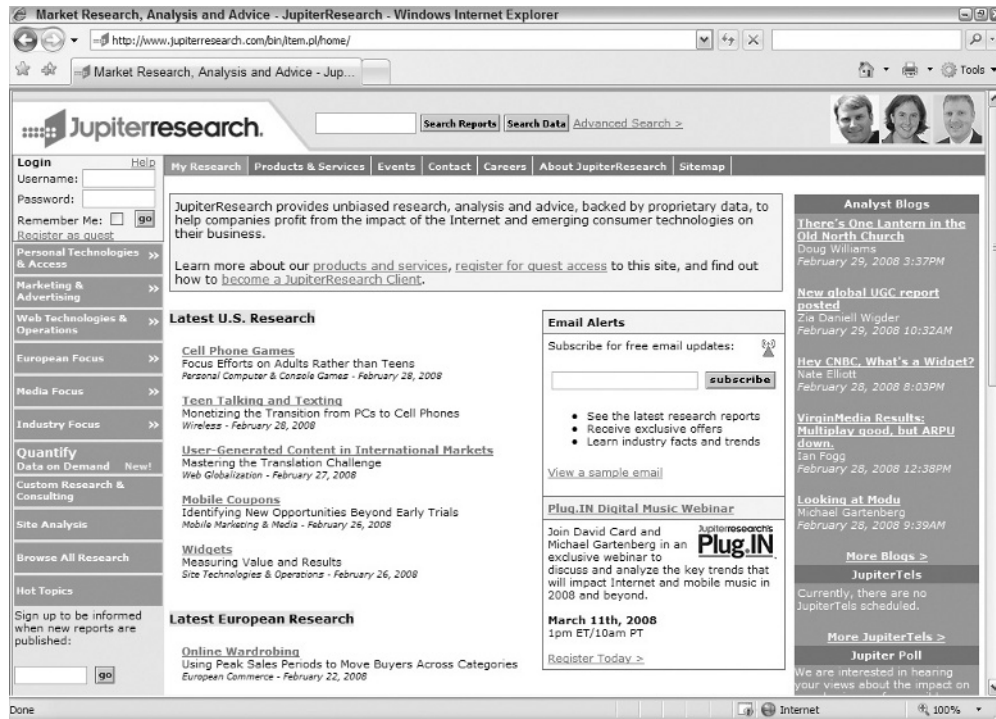 Market Research, Analysis and Advice - JupiterResearch - Windows Internet Explorer
http://www.jupiterresearch.com/bin/item.pl/home/
Market Research, Analysis and Advice - Jup...
Tools
Jupiterresearch.
Search Reports Search Data Advanced Search >
Login Help
Username:
Password:
Remember Me: go
Register as guest
My Research Products & Services Events Contact Careers About JupiterResearch Sitemap
Personal Technologies >>
& Access
Marketing & >>
Advertising
Web Technologies & >>
Operations
European Focus >>
Media Focus >>
Industry Focus >>
Quantify
Data on Demand New!
Custom Research &
Consulting
Site Analysis
Browse All Research
Hot Topics
Sign up to be informed
when new reports are
published:
go
JupiterResearch provides unbiased research, analysis and advice, backed by proprietary data, to
help companies profit from the impact of the Internet and emerging consumer technologies on
their business.
Learn more about our products and services, register for guest access to this site, and find out
how to become a JupiterResearch Client.
Latest U.S. Research
Cell Phone Games
Focus Efforts on Adults Rather than Teens
Personal Computer & Console Games - February 28, 2008
Teen Talking and Texting
Monetizing the Transition from PCs to Cell Phones
Wireless - February 28, 2008
User-Generated Content in International Markets
Mastering the Translation Challenge
Web Globalization - February 27, 2008
Mobile Coupons
Identifying New Opportunities Beyond Early Trials
Mobile Marketing & Media - February 26, 2008
Widgets
Measuring Value and Results
Site Technologies & Operations - February 26, 2008
Latest European Research
Online Wardrobing
Using Peak Sales Periods to Move Buyers Across Categories
European Commerce - February 22, 2008
Email Alerts
Subscribe for free email updates:
subscribe
• See the latest research reports
• Receive exclusive offers
• Learn industry facts and trends
View a sample email
Plug.IN Digital Music Webinar
Join David Card and
Michael Gartenberg in an
exclusive webinar to
discuss and analyze the key trends that
will impact Internet and mobile music in
2008 and beyond.
Jupiterresearch's
Plug.IN
March 11th, 2008
1pm ET/10am PT
Register Today >
Analyst Blogs
There's One Lantern in the
Old North Church
Doug Williams
February 29, 2008 3:37PM
New global UGC report
posted
Zia Daniell Wigder
February 29, 2008 10:32AM
Hey CNBC, What's a Widget?
Nate Elliott
February 28, 2008 8:03PM
VirginMedia Results;
Multiplay good, but ARPU
down.
Ian Fogg
February 28, 2008 12:38PM
Looking at Modu
Michael Gartenberg
February 28, 2008 9:39AM
More Blogs >
JupiterTels
Currently, there are no
JupiterTels scheduled.
More JupiterTels >
Jupiter Poll
We are interested in hearing
your views about the impact on
Done
Internet
100%